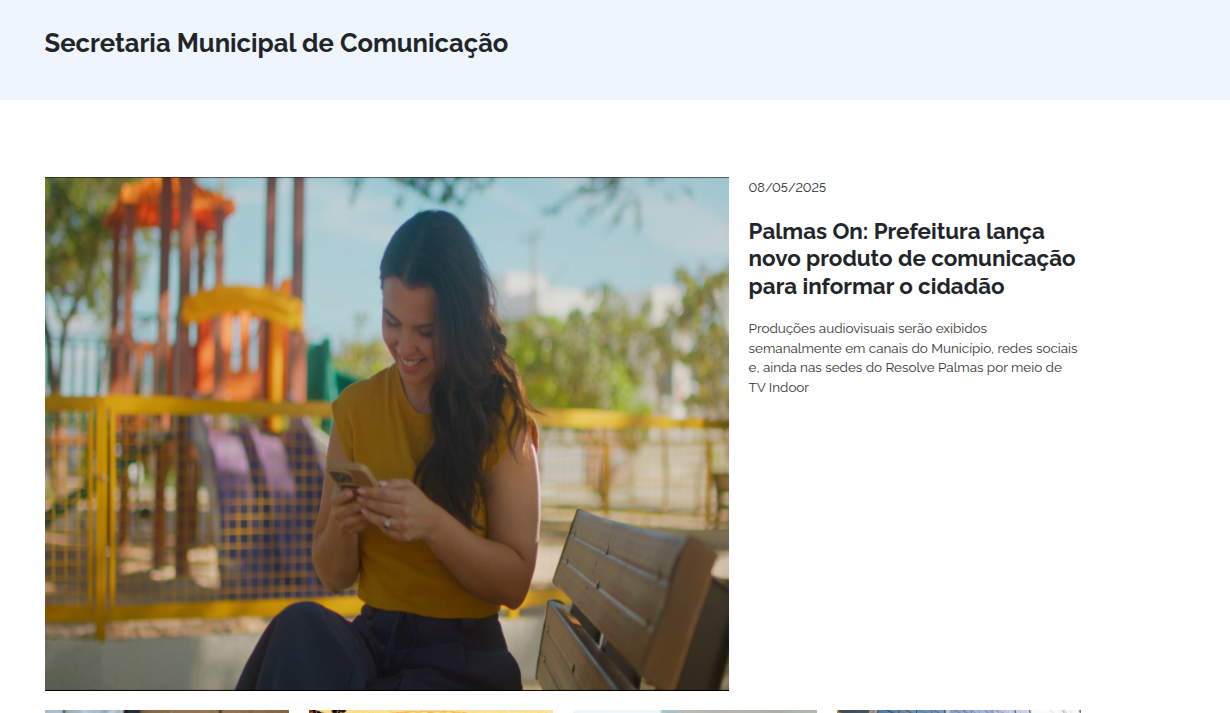 Secretaria Municipal de Comunicação
08/05/2025
Palmas On: Prefeitura lança
novo produto de comunicação
para informar o cidadão
Produções audiovisuais serão exibidos
semanalmente em canais do Município, redes sociais
e, ainda nas sedes do Resolve Palmas por meio de
TV Indoor